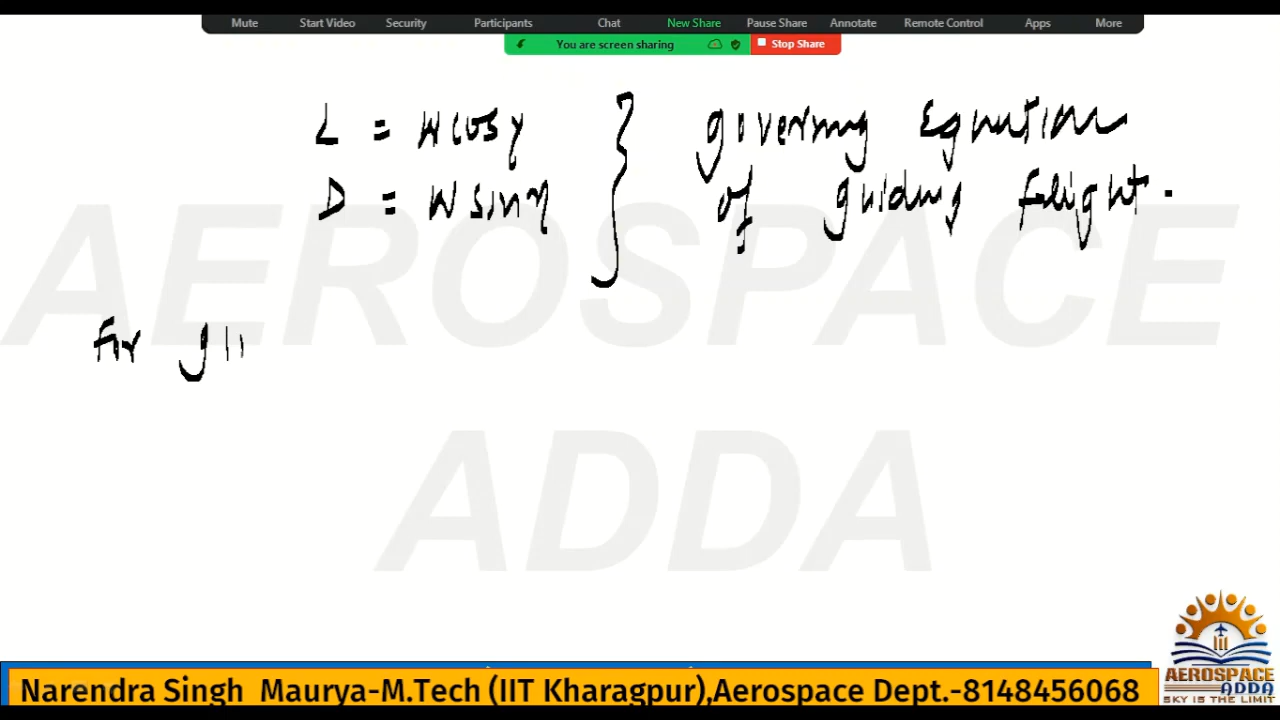 Mute Start Video Security Participants Chat New Share Pause Share Annotate Remote Control Apps More
You are screen sharing Stop Share
L = W cos γ } governing Equation
D = W sin γ of guiding flight.
For gli
AEROSPACE
ADDA
Narendra Singh Maurya-M.Tech (IIT Kharagpur),Aerospace Dept.-8148456068
AEROSPACE
ADDA
SKY IS THE LIMIT